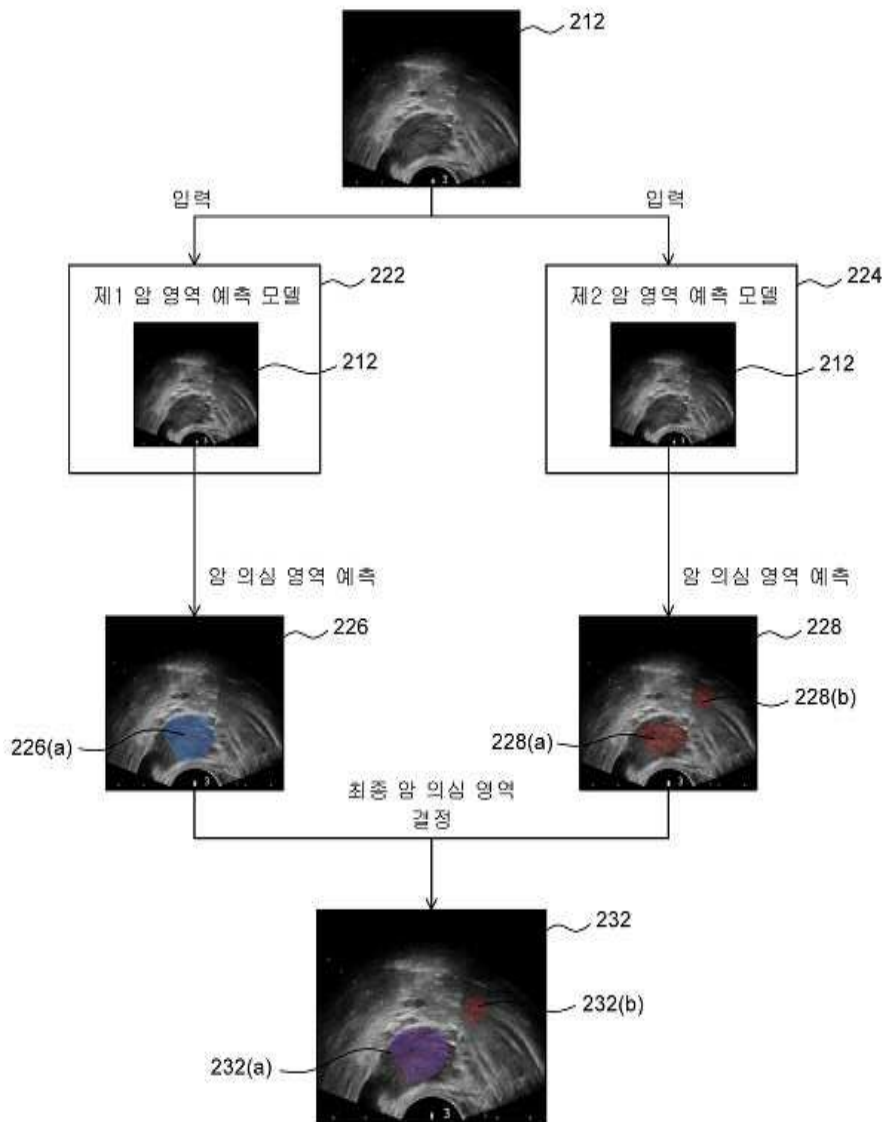 212
입력
입력
222
제1 암 영역 예측 모델
212
224
제2 암 영역 예측 모델
212
암 의심 영역 예측
암 의심 영역 예측
226
226(a)
3
228
228(b)
228(a)
3
최종 암 의심 영역
결정
232
232(b)
232(a)
3